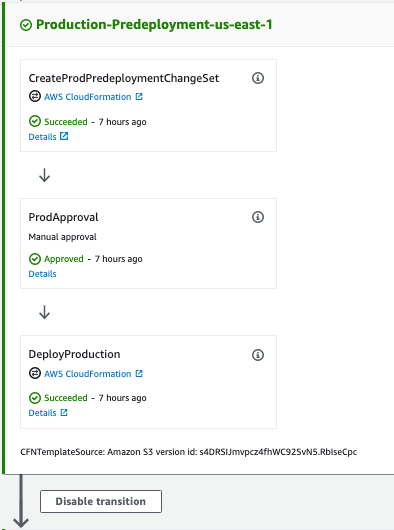 Production-Predeployment-us-east-1
CreateProdPredeploymentChangeSet
AWS CloudFormation
Succeeded - 7 hours ago
Details
ProdApproval
Manual approval
Approved - 7 hours ago
Details
DeployProduction
AWS CloudFormation
Succeeded - 7 hours ago
Details
CFNTemplateSource: Amazon S3 version id: s4DRSlJmvpcz4fhWC92SvN5.RbIseCpc
Disable transition